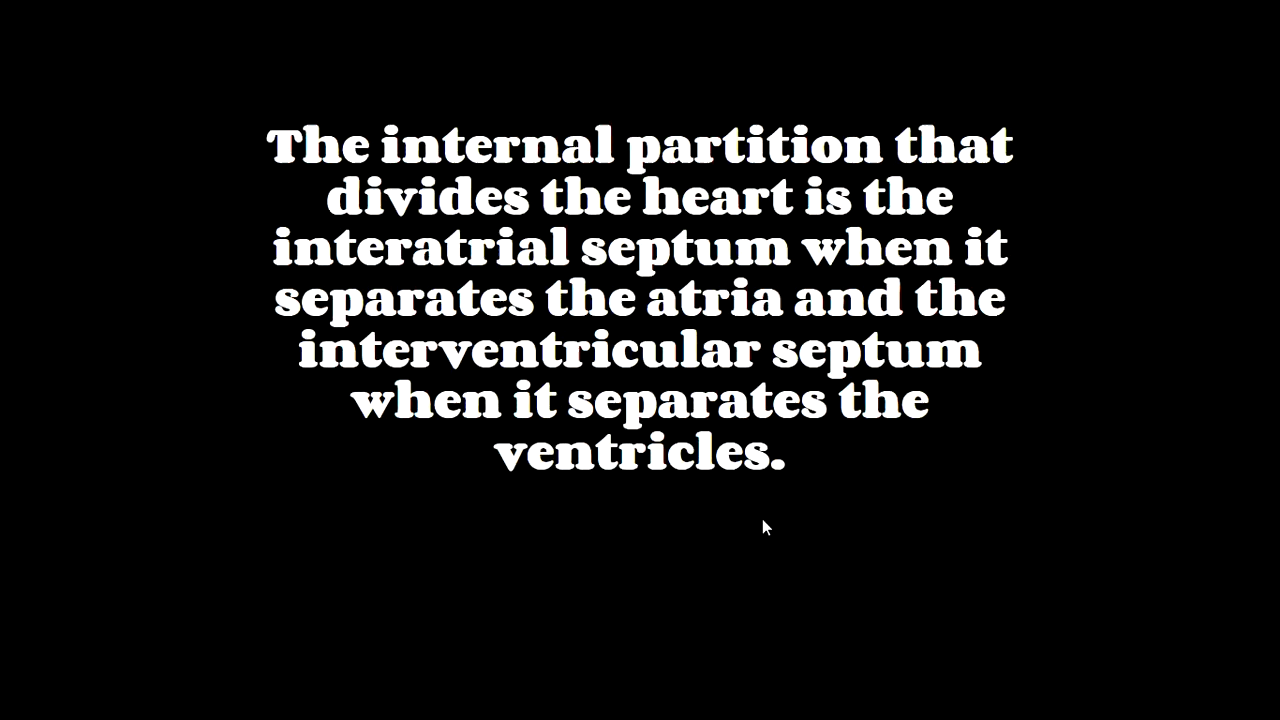 The internal partition that
divides the heart is the
interatrial septum when it
separates the atria and the
interventricular septum
when it separates the
ventricles.